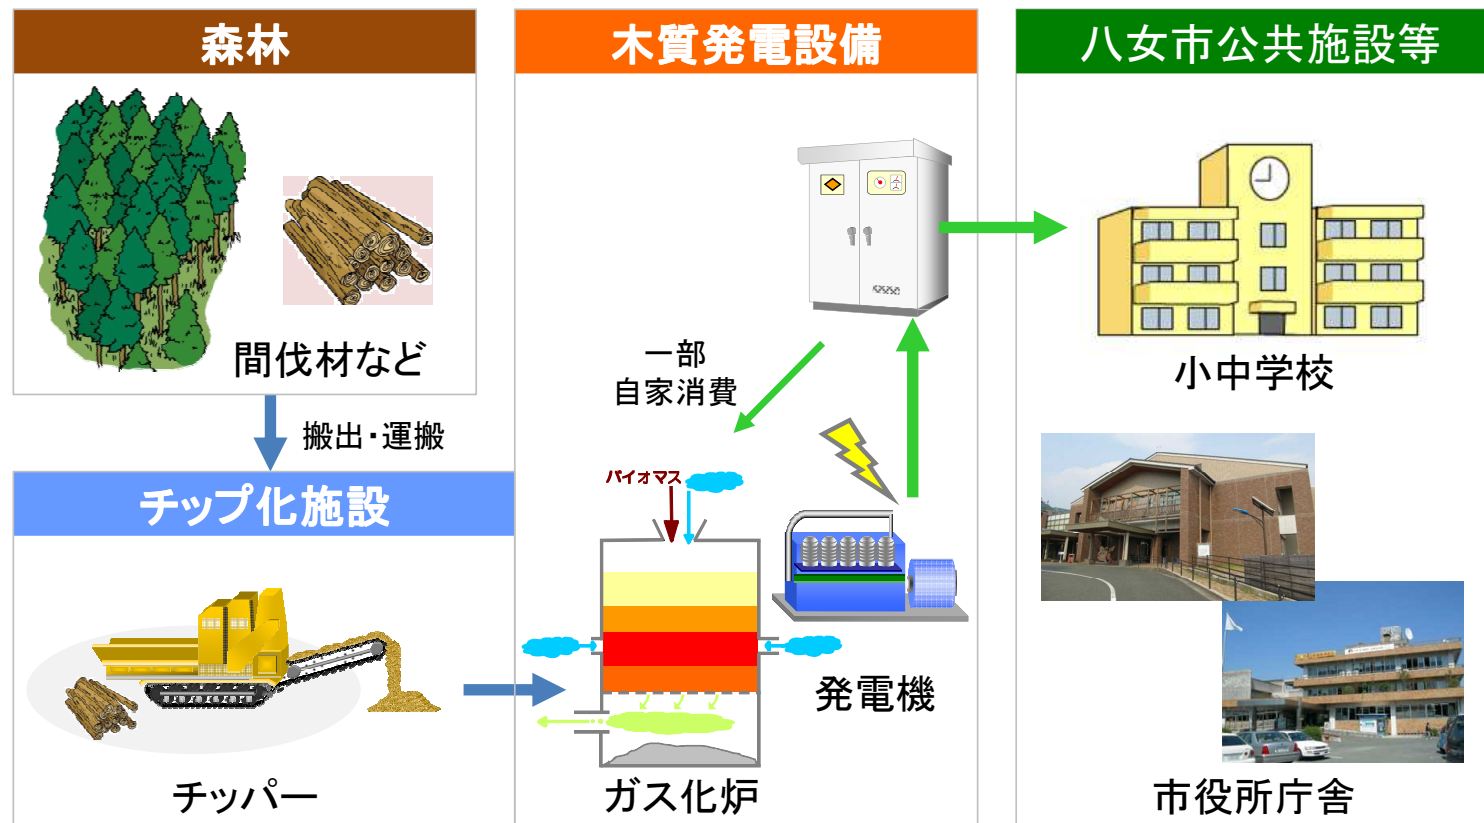 森林
間伐材など
搬出・運搬
チップ化施設
チッパー
木質発電設備
一部
自家消費
バイオマス
発電機
ガス化炉
八女市公共施設等
小中学校
市役所庁舎